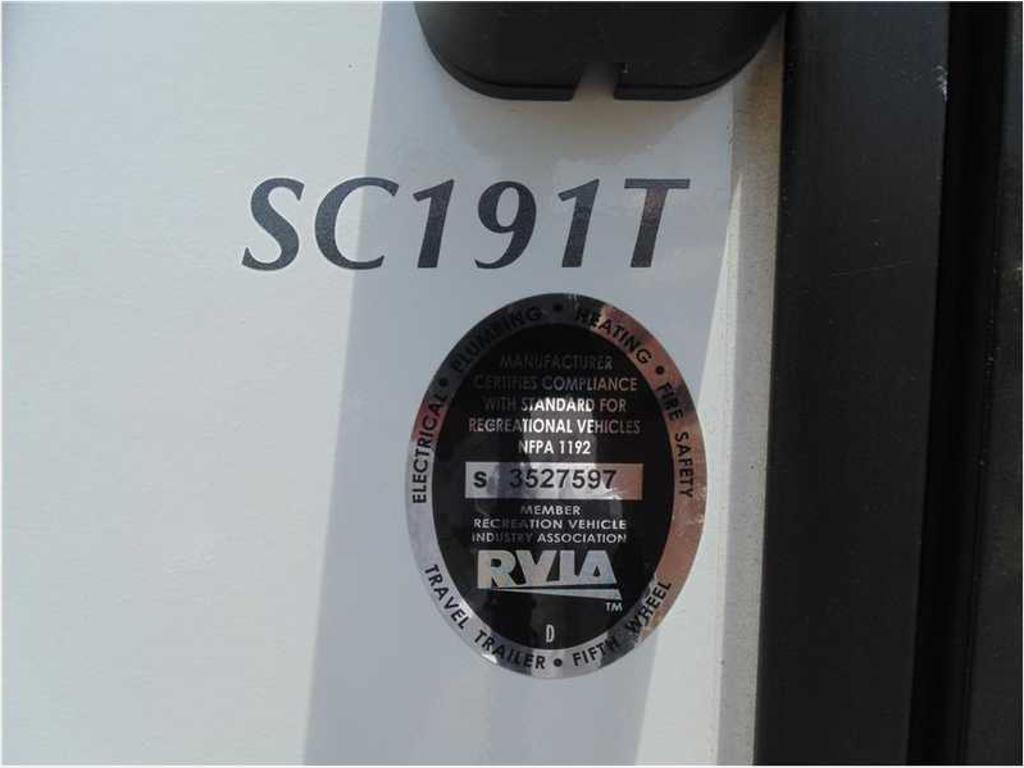 SC191T
ELECTRICAL • PLUMBING • HEATING • FIRE SAFETY
MANUFACTURER
CERTIFIES COMPLIANCE
WITH STANDARD FOR
RECREATIONAL VEHICLES
NFPA 1192
S 3527597
MEMBER
RECREATION VEHICLE
INDUSTRY ASSOCIATION
RVIA
TM
D
TRAVEL TRAILER • FIFTH WHEEL